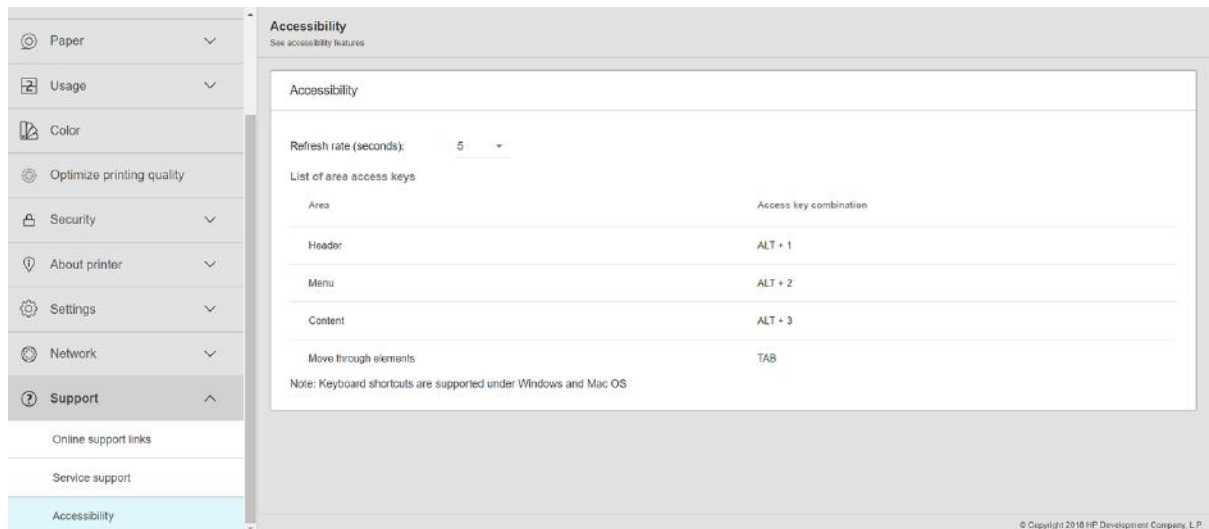 Paper
Usage
Color
Optimize printing quality
Security
About printer
Settings
Network
Support
Online support links
Service support
Accessibility
Accessibility
See accessibility features
Accessibility
Refresh rate (seconds): 5
List of area access keys
Area Access key combination
Header ALT + 1
Menu ALT + 2
Content ALT + 3
Move through elements TAB
Note: Keyboard shortcuts are supported under Windows and Mac OS
© Copyright 2018 HP Development Company, L.P.